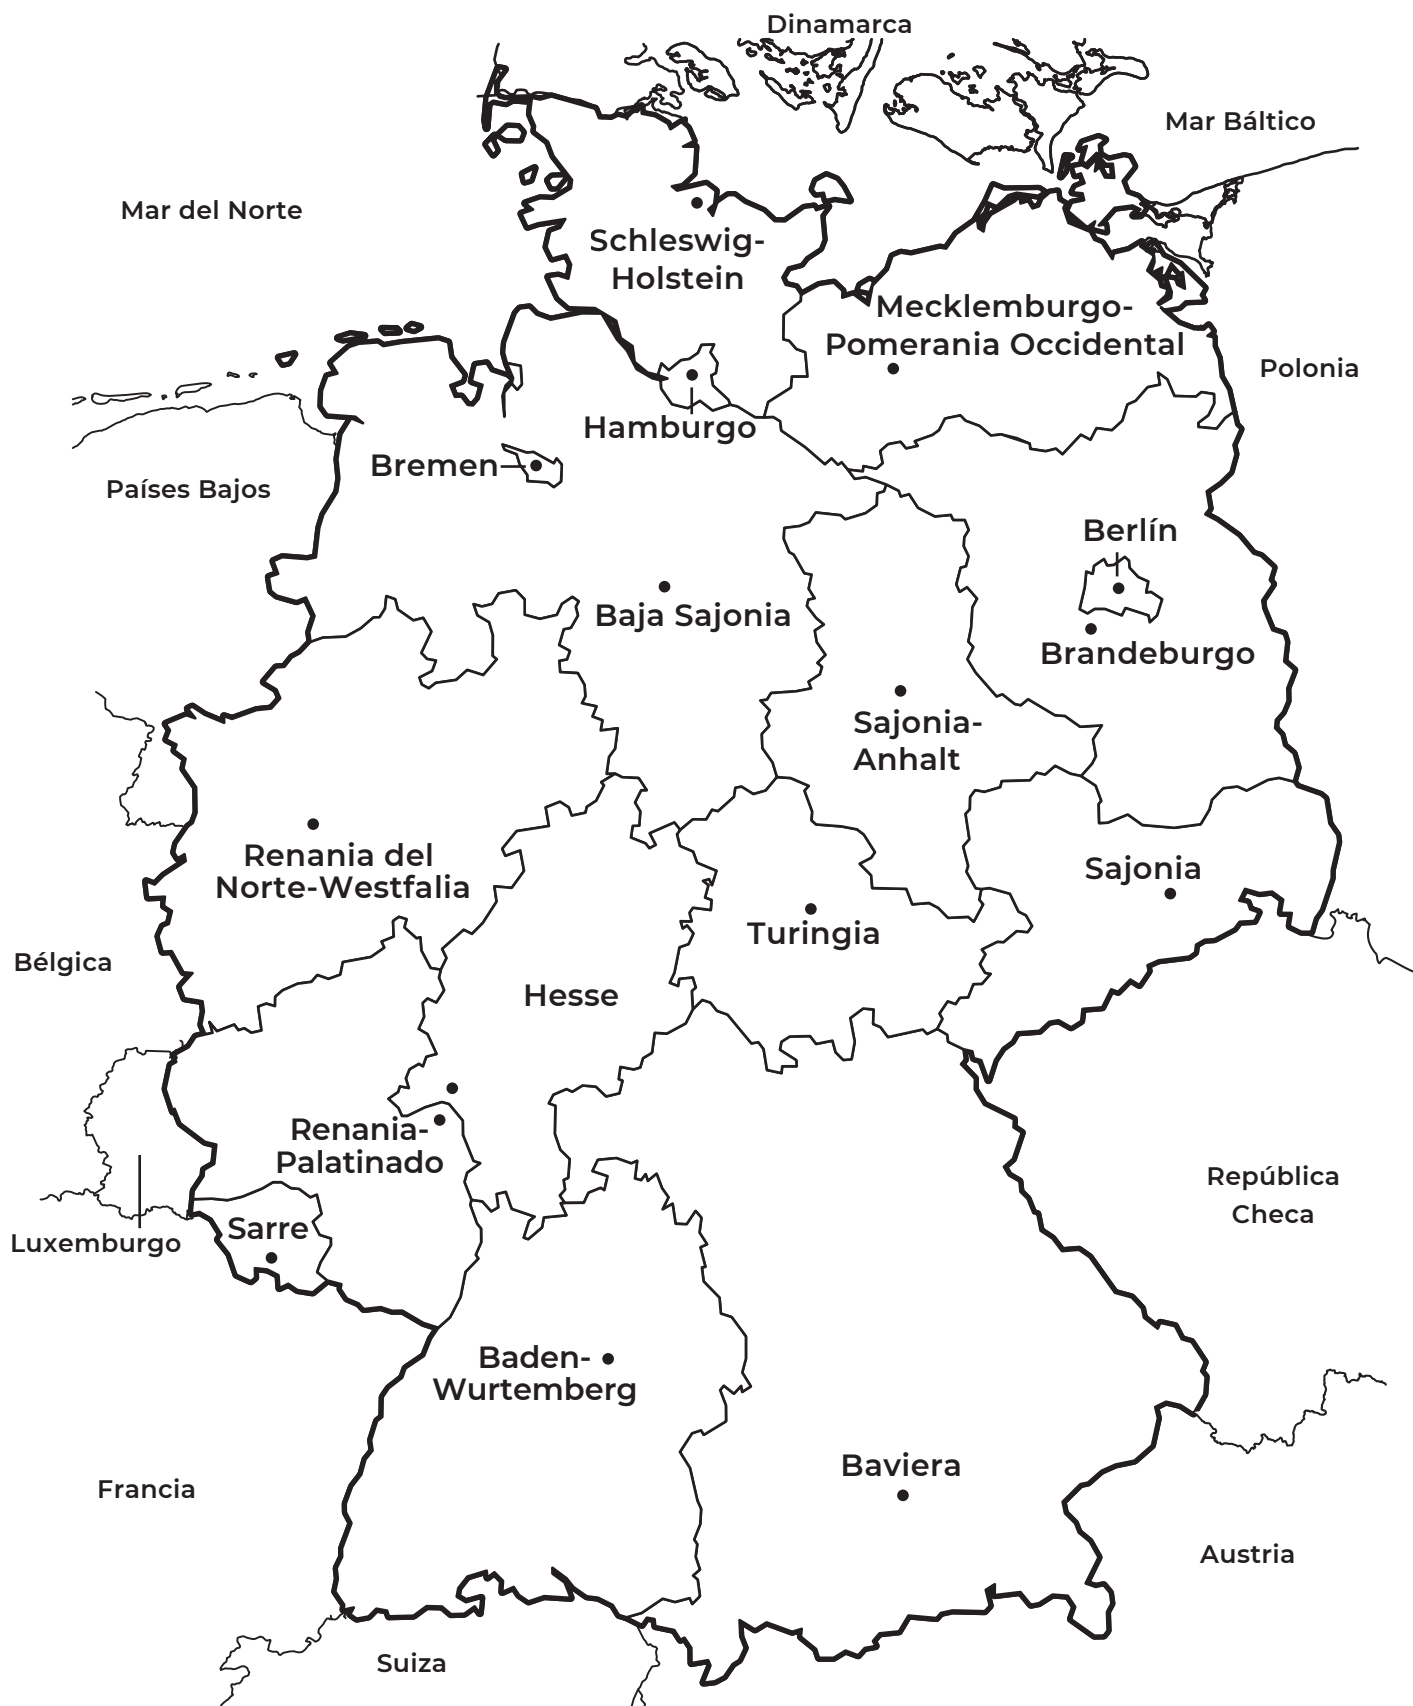 Dinamarca
Mar Báltico
Mar del Norte
Schleswig-
Holstein
Mecklemburgo-
Pomerania Occidental
Polonia
Hamburgo
Bremen
Países Bajos
Berlín
Baja Sajonia
Brandeburgo
Sajonia-
Anhalt
Renania del
Norte-Westfalia
Sajonia
Turingia
Bélgica
Hesse
Renania-
Palatinado
República
Checa
Sarre
Luxemburgo
Baden-
Wurtemberg
Baviera
Francia
Austria
Suiza